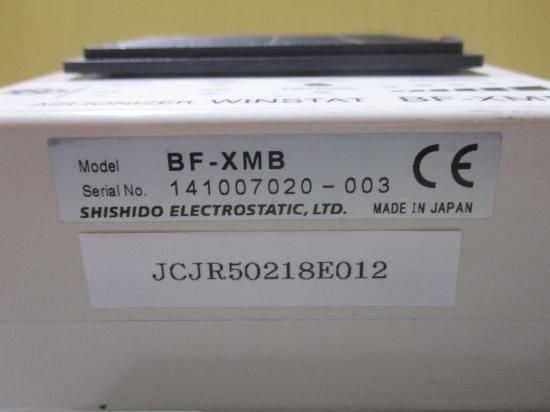 AIR IONIZER WINSTAT BF-XMB
Model BF-XMB
Serial No. 141007020-003 CE
SHISHIDO ELECTROSTATIC, LTD. MADE IN JAPAN
JCJR50218E012